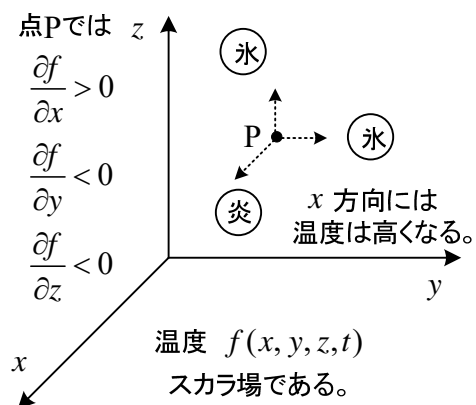 点Pでは
∂f/∂x > 0
∂f/∂y < 0
∂f/∂z < 0
z
氷
P
氷
炎
x 方向には
温度は高くなる。
y
x
温度 f(x, y, z, t)
スカラ場である。